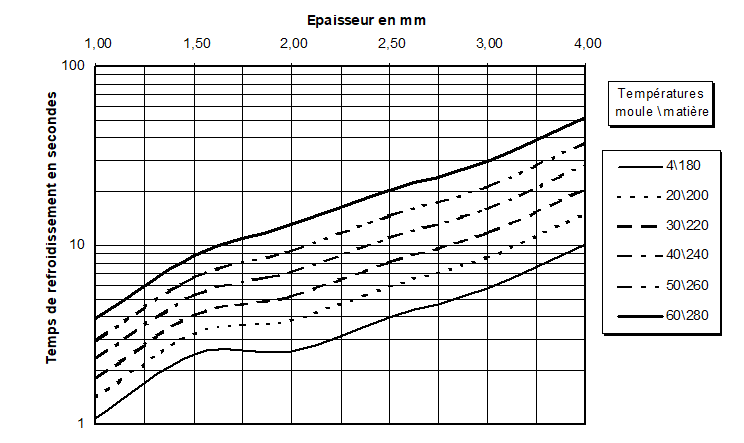 Epaisseur en mm
1,00 1,50 2,00 2,50 3,00 4,00
Temps de refroidissement en secondes
100
10
1
Températures
moule \ matière
4\180
20\200
30\220
40\240
50\260
60\280